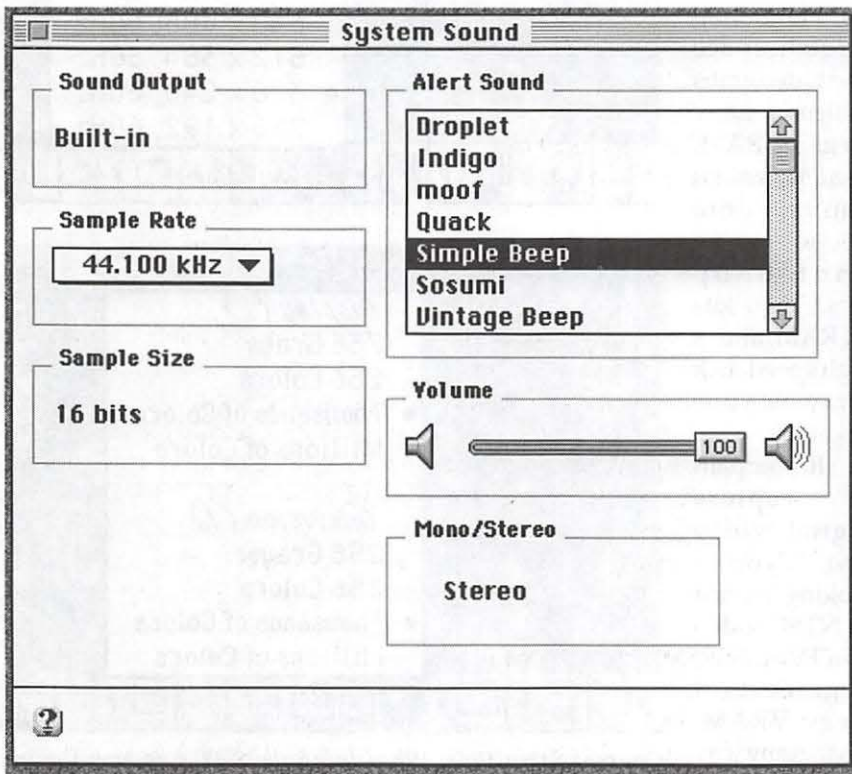 System Sound
Sound Output
Built-in
Sample Rate
44.100 kHz
Sample Size
16 bits
Alert Sound
Droplet
Indigo
moof
Quack
Simple Beep
Sosumi
Vintage Beep
Volume
100
Mono/Stereo
Stereo
?